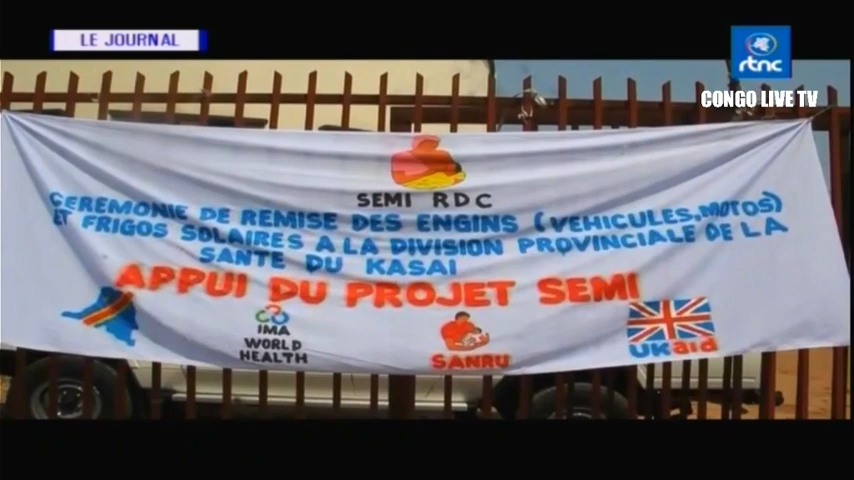 LE JOURNAL
rtnc
CONGO LIVE TV
SEMI RDC
CEREMONIE DE REMISE DES ENGINS (VEHICULES, MOTOS)
ET FRIGOS SOLAIRES A LA DIVISION PROVINCIALE DE LA
SANTE DU KASAI
APPUI DU PROJET SEMI
IMA
WORLD
HEALTH
SANRU
UKaid